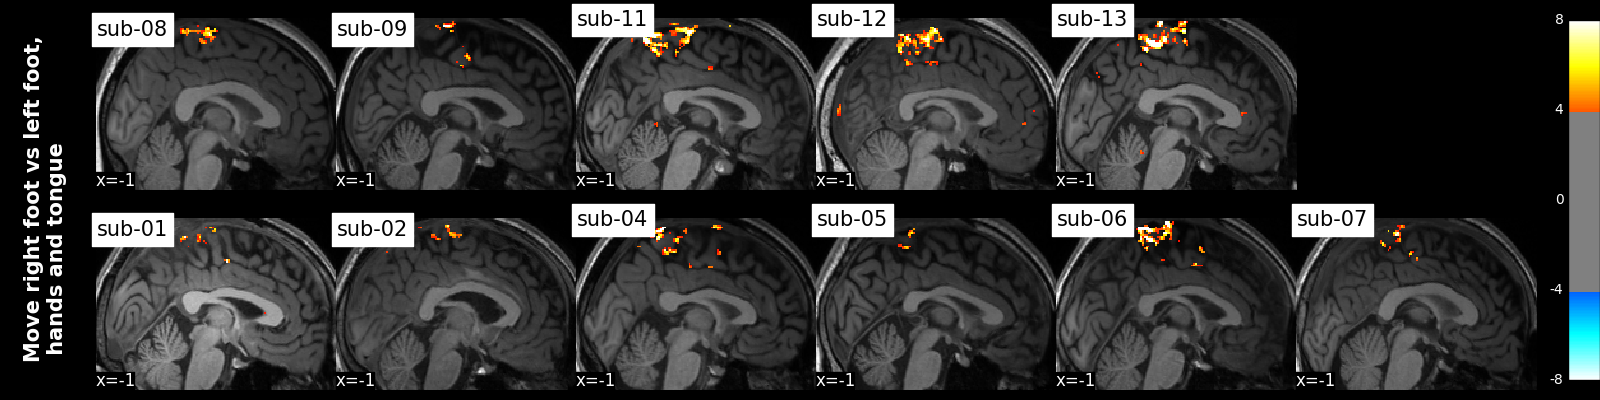 Move right foot vs left foot,
hands and tongue
sub-08
sub-09
sub-11
sub-12
sub-13
x=-1
x=-1
x=-1
x=-1
x=-1
sub-01
sub-02
sub-04
sub-05
sub-06
sub-07
x=-1
x=-1
x=-1
x=-1
x=-1
x=-1
8
4
0
-4
-8